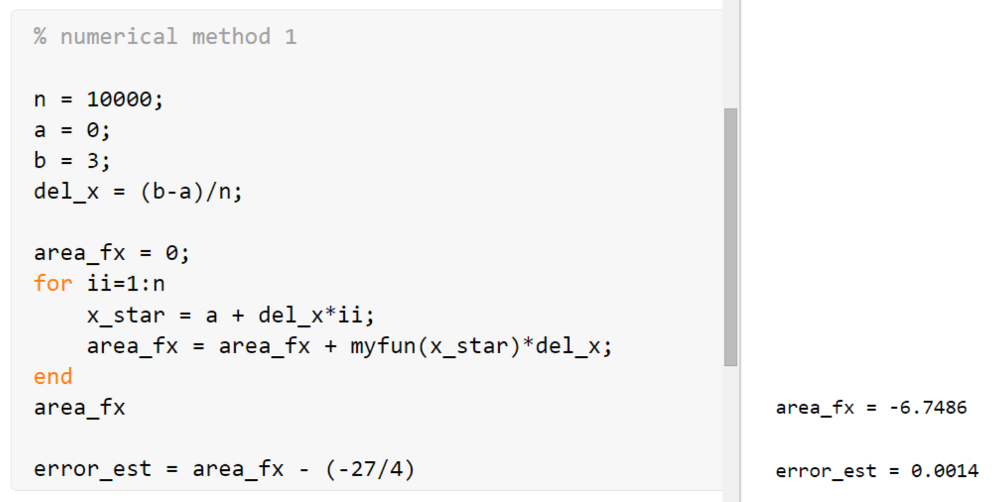 % numerical method 1
n = 10000;
a = 0;
b = 3;
del_x = (b-a)/n;
area_fx = 0;
for ii=1:n
    x_star = a + del_x*ii;
    area_fx = area_fx + myfun(x_star)*del_x;
end
area_fx
error_est = area_fx - (-27/4)
area_fx = -6.7486
error_est = 0.0014